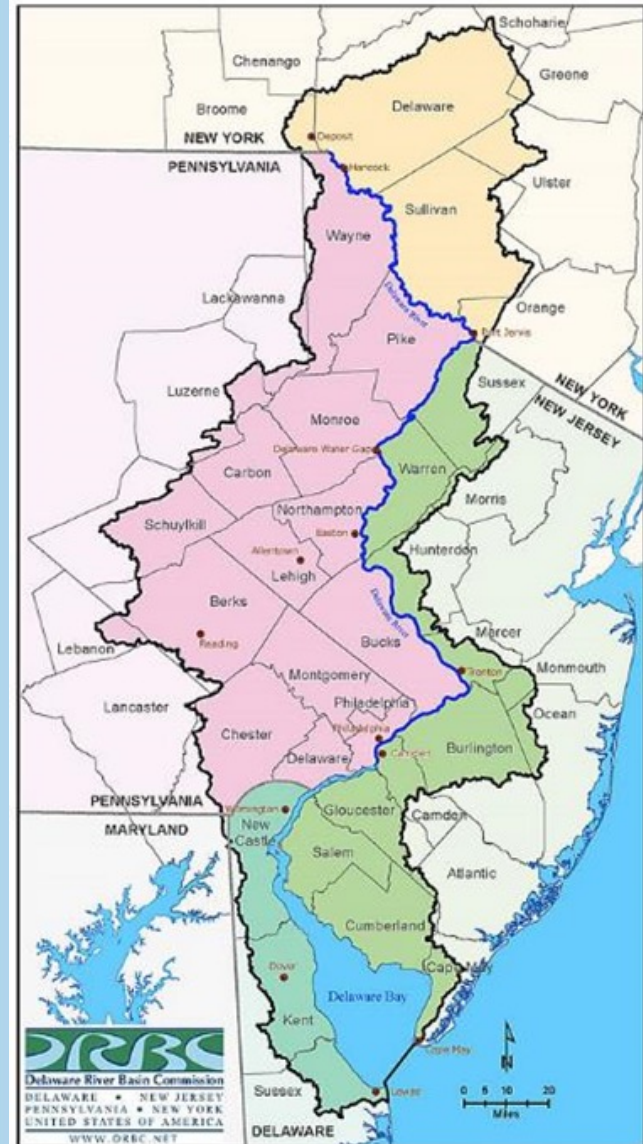 Schoharie
Chenango
Greene
Delaware
Broome
Deposit
NEW YORK
PENNSYLVANIA
Hancock
Ulster
Sullivan
Wayne
Lackawanna
Delaware River
Orange
Port Jervis
Pike
Sussex
NEW YORK
NEW JERSEY
Luzerne
Monroe
Delaware Water Gap
Warren
Carbon
Morris
Northampton
Schuylkill
Easton
Hunterdon
Allentown
Lehigh
Berks
Delaware River
Mercer
Reading
Bucks
Lebanon
Trenton
Monmouth
Montgomery
Lancaster
Philadelphia
Ocean
Chester
Philadelphia
Burlington
Delaware
Camden
PENNSYLVANIA
MARYLAND
Wilmington
Gloucester
New
Castle
Camden
Salem
Atlantic
Cumberland
Cape May
Dover
Delaware Bay
Kent
Cape May
Sussex
Lewes
DELAWARE
N
0 5 10 20
Miles
DRBC
Delaware River Basin Commission
DELAWARE • NEW JERSEY
PENNSYLVANIA • NEW YORK
UNITED STATES OF AMERICA
WWW.DRBC.NET